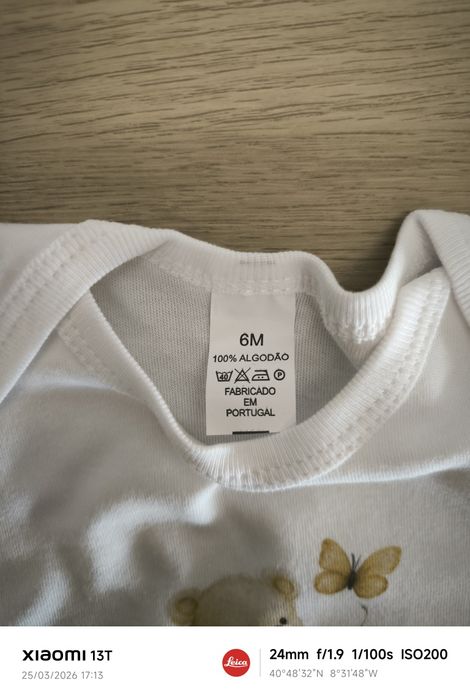 6M
100% ALGODÃO
40 P
FABRICADO
EM
PORTUGAL
XIAOMI 13T
25/03/2026 17:13
Leica
24mm f/1.9 1/100s ISO200
40°48'32"N 8°31'48"W